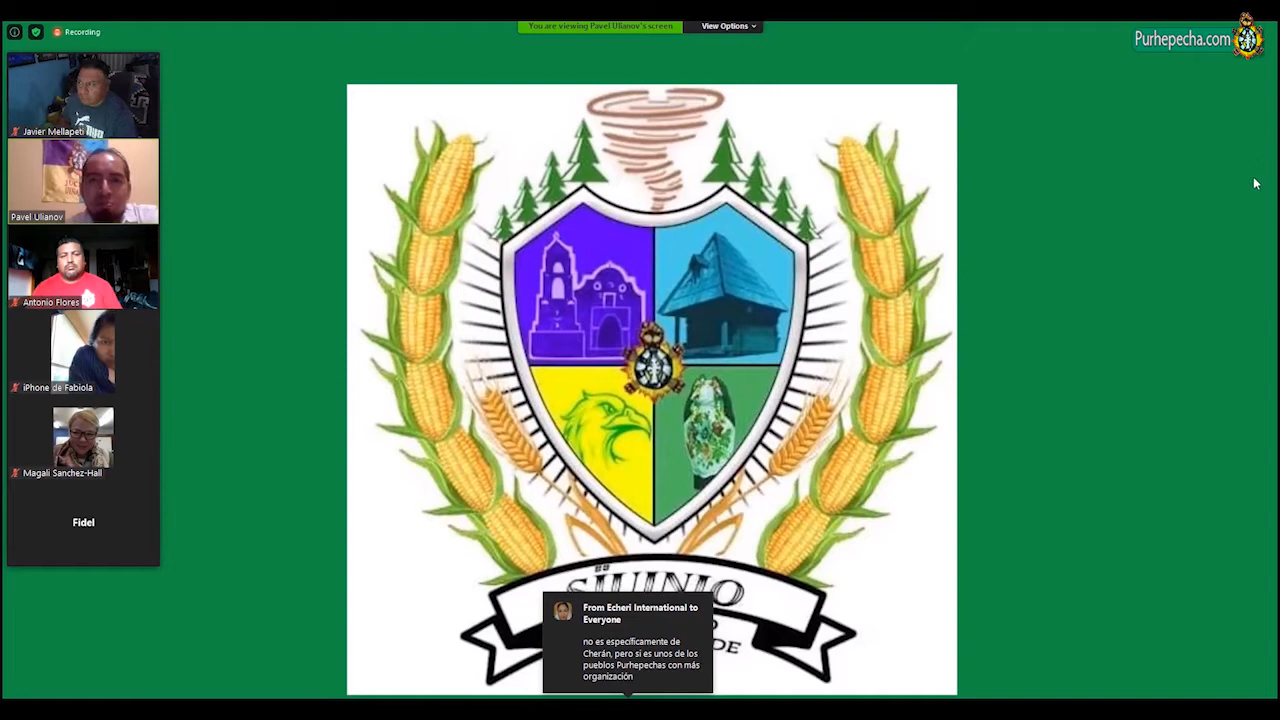 Recording
You are viewing Pavel Ulianov's screen
View Options
Purhepecha.com
Javier Mellapeti
Pavel Ulianov
Antonio Flores
iPhone de Fabiola
Magali Sanchez-Hall
Fidel
From Echeri International to
Everyone
no es específicamente de
Cherán, pero si es unos de los
pueblos Purhepechas con más
organización
DE